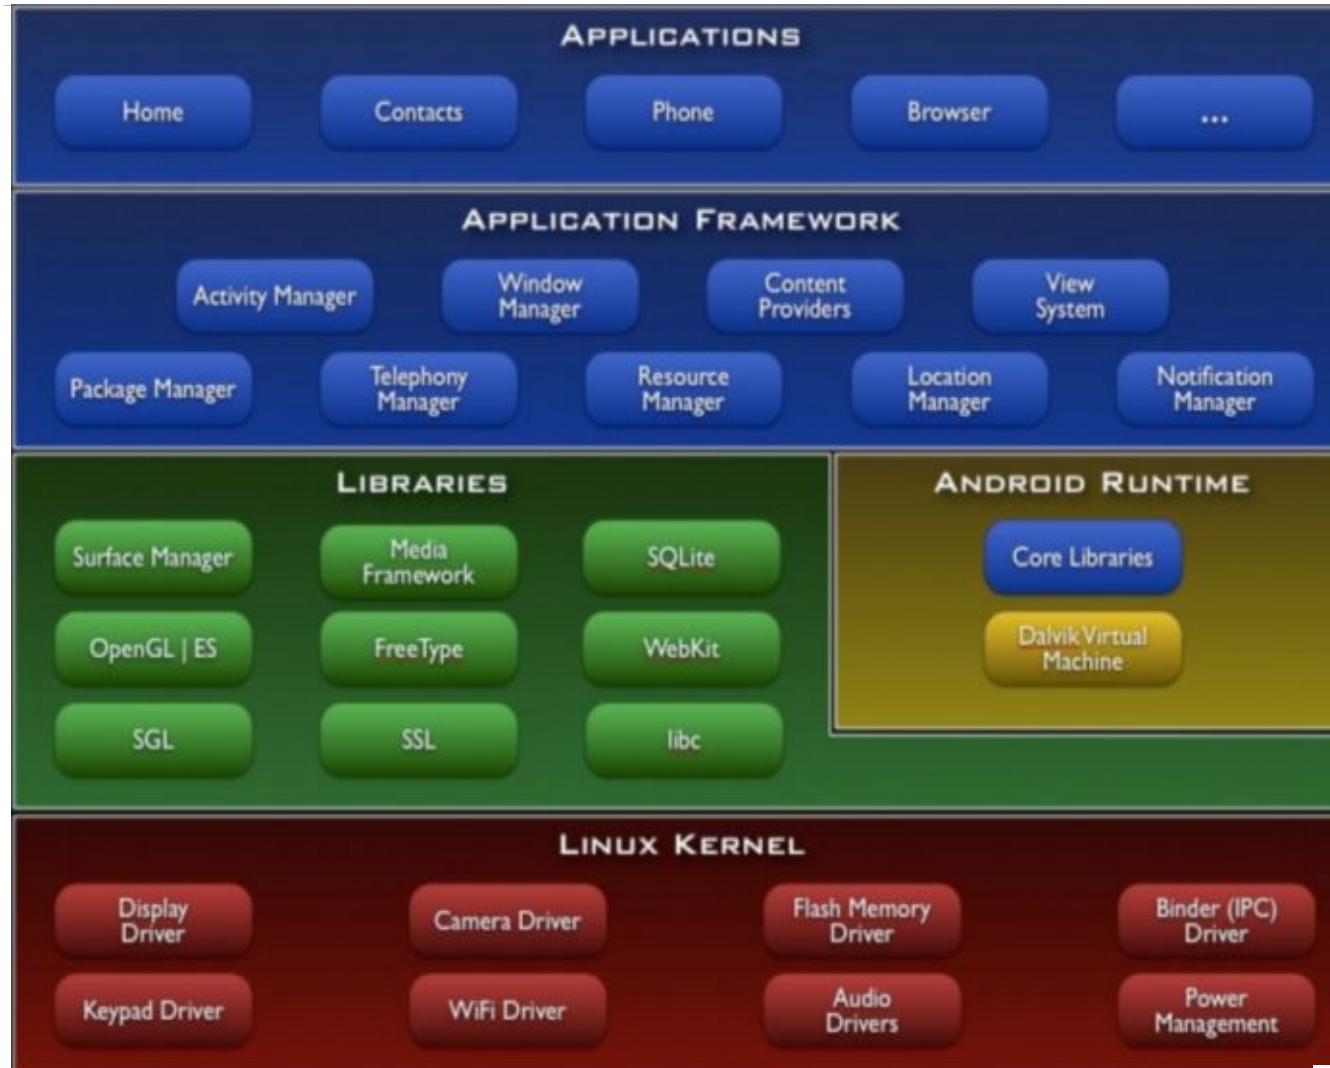 APPLICATIONS
Home
Contacts
Phone
Browser
...
APPLICATION FRAMEWORK
Activity Manager
Window
Manager
Content
Providers
View
System
Package Manager
Telephony
Manager
Resource
Manager
Location
Manager
Notification
Manager
LIBRARIES
Surface Manager
Media
Framework
SQLite
OpenGL | ES
FreeType
WebKit
SGL
SSL
libc
ANDROID RUNTIME
Core Libraries
Dalvik Virtual
Machine
LINUX KERNEL
Display
Driver
Camera Driver
Flash Memory
Driver
Binder (IPC)
Driver
Keypad Driver
WiFi Driver
Audio
Drivers
Power
Management